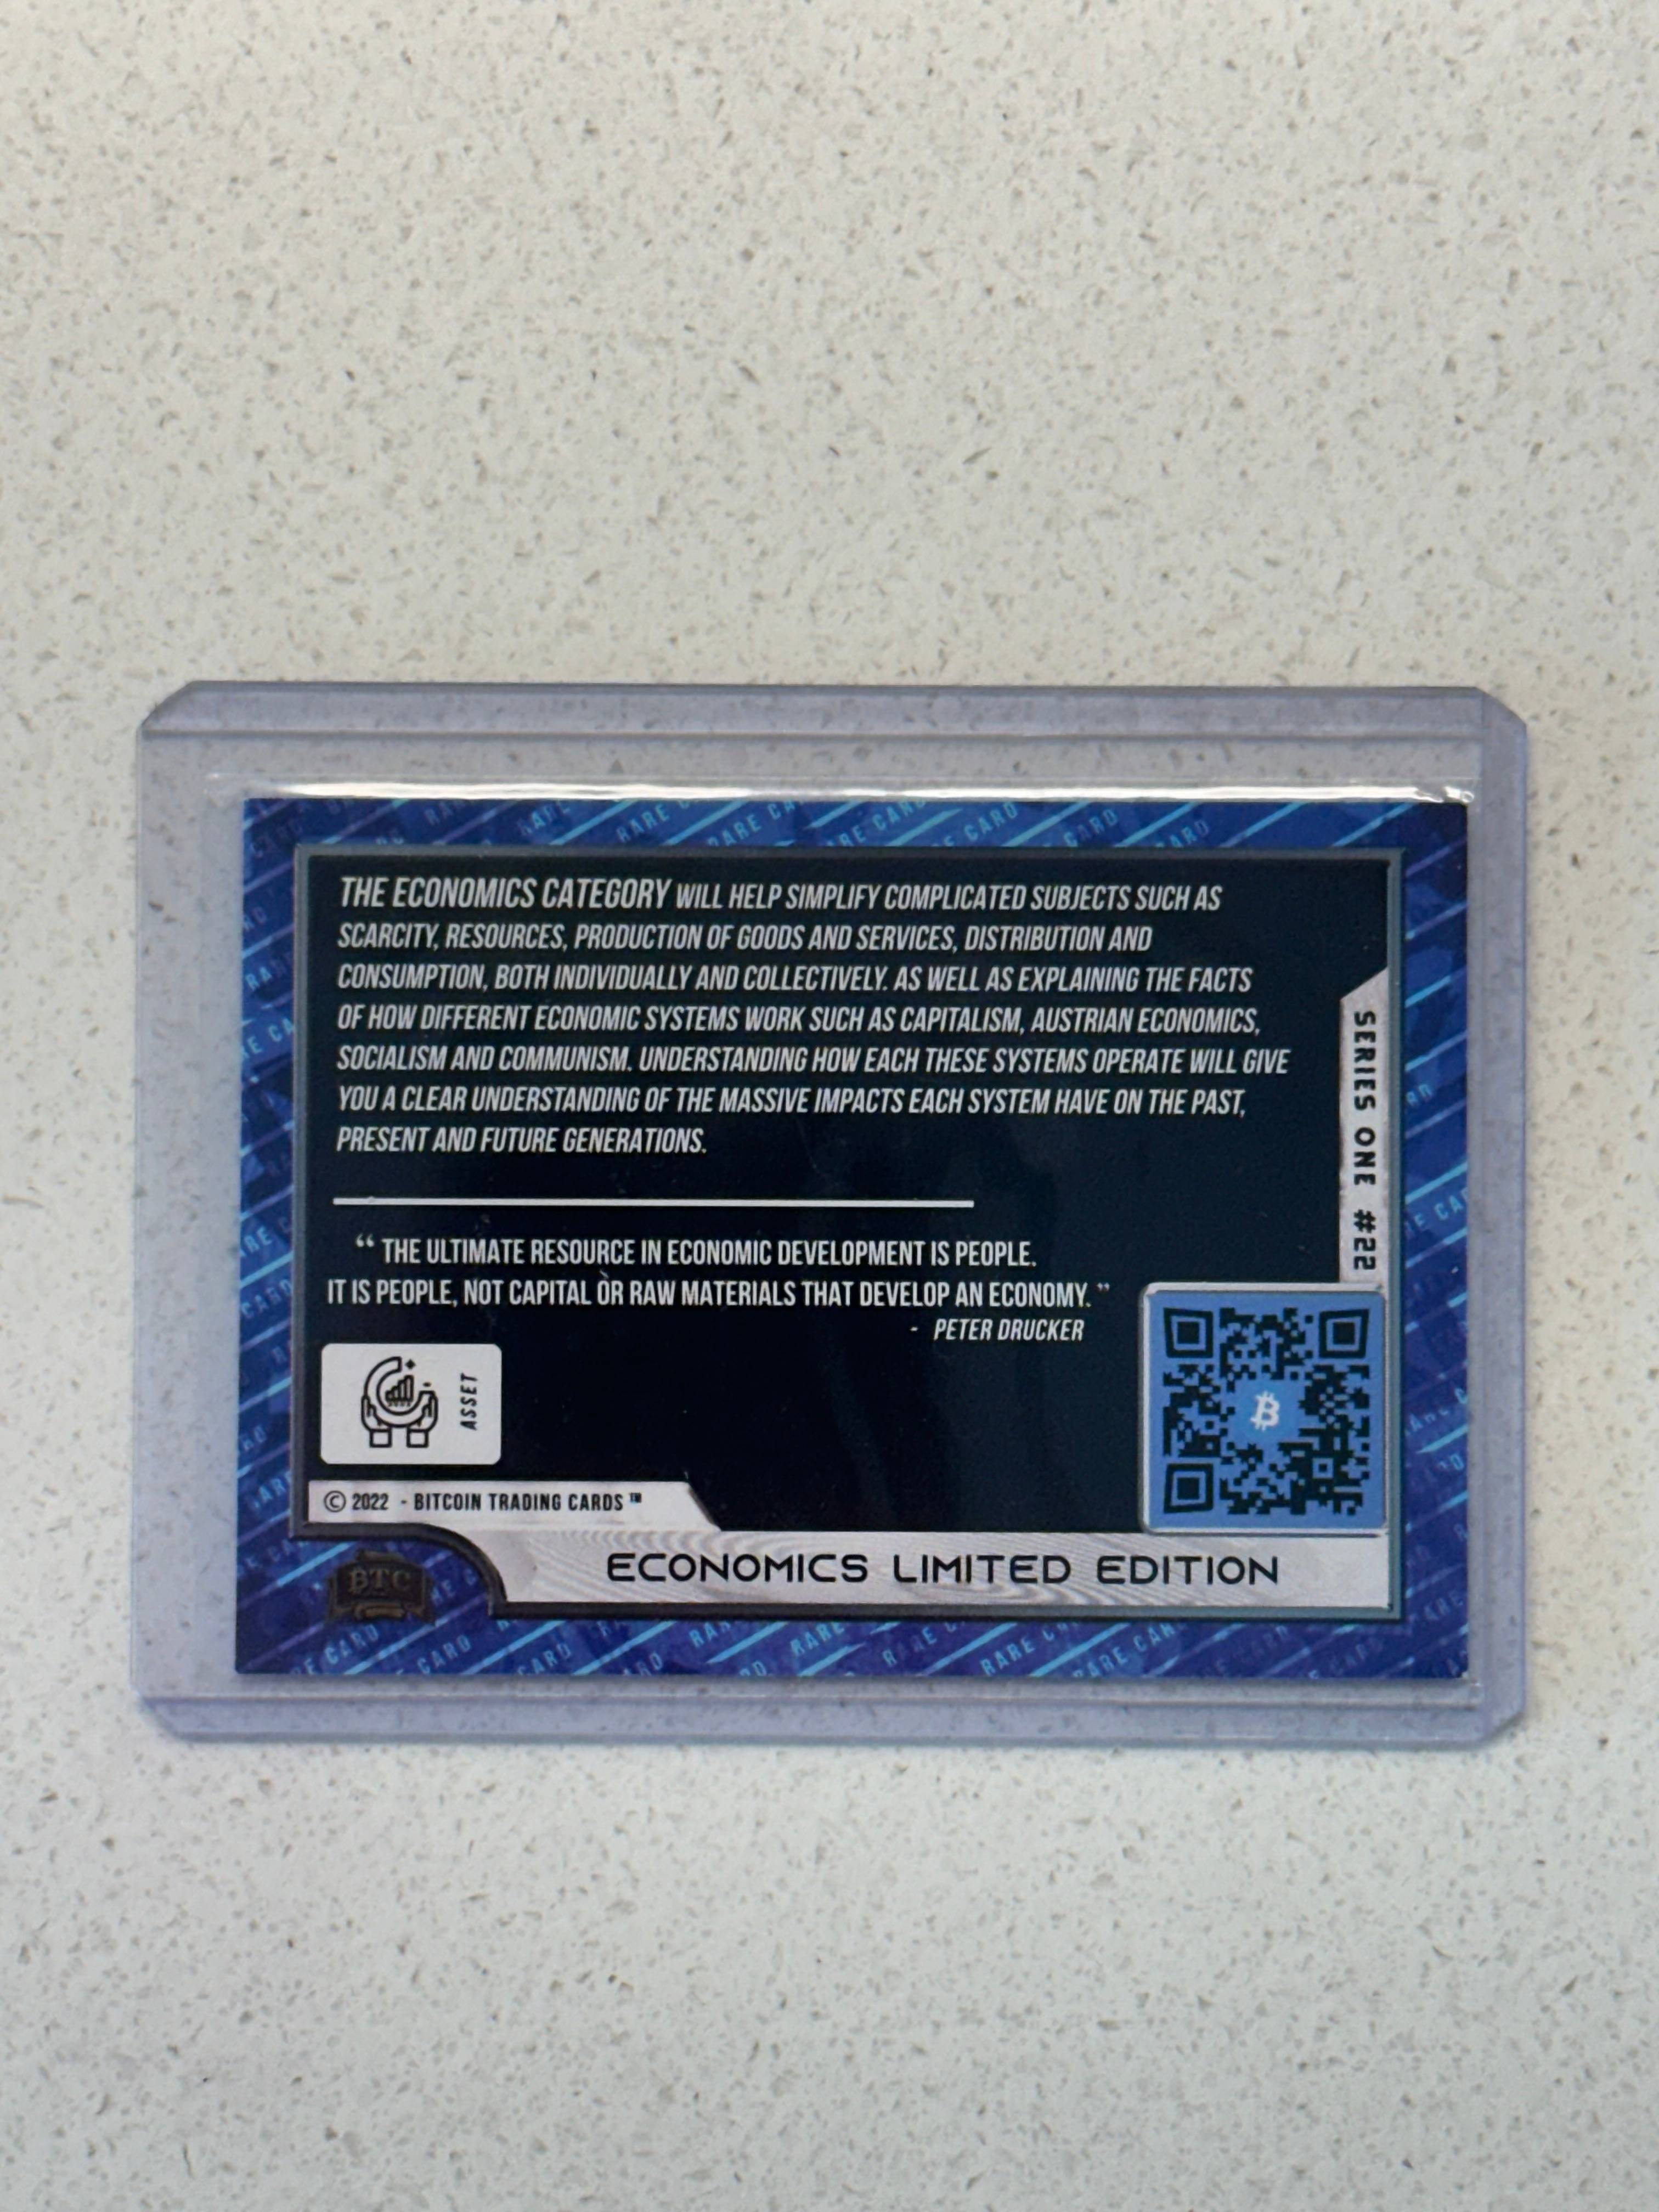 THE ECONOMICS CATEGORY WILL HELP SIMPLIFY COMPLICATED SUBJECTS SUCH AS
SCARCITY, RESOURCES, PRODUCTION OF GOODS AND SERVICES, DISTRIBUTION AND
CONSUMPTION, BOTH INDIVIDUALLY AND COLLECTIVELY. AS WELL AS EXPLAINING THE FACTS
OF HOW DIFFERENT ECONOMIC SYSTEMS WORK SUCH AS CAPITALISM, AUSTRIAN ECONOMICS,
SOCIALISM AND COMMUNISM. UNDERSTANDING HOW EACH THESE SYSTEMS OPERATE WILL GIVE
YOU A CLEAR UNDERSTANDING OF THE MASSIVE IMPACTS EACH SYSTEM HAVE ON THE PAST,
PRESENT AND FUTURE GENERATIONS.
SERIES ONE #22
“ THE ULTIMATE RESOURCE IN ECONOMIC DEVELOPMENT IS PEOPLE.
IT IS PEOPLE, NOT CAPITAL OR RAW MATERIALS THAT DEVELOP AN ECONOMY. ”
- PETER DRUCKER
ASSET
© 2022 - BITCOIN TRADING CARDS ™
BTC
ECONOMICS LIMITED EDITION
RARE CARD